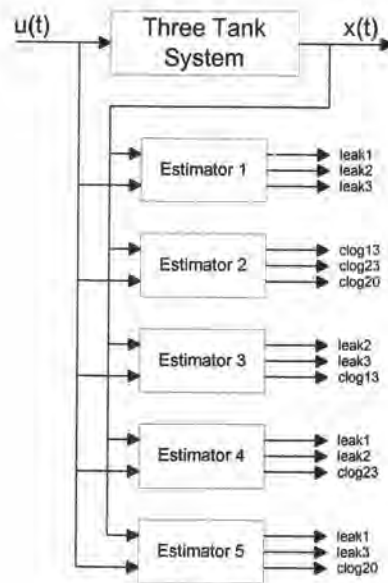 u(t)
Three Tank
System
x(t)
Estimator 1
leak1
leak2
leak3
Estimator 2
clog13
clog23
clog20
Estimator 3
leak2
leak3
clog13
Estimator 4
leak1
leak2
clog23
Estimator 5
leak1
leak3
clog20